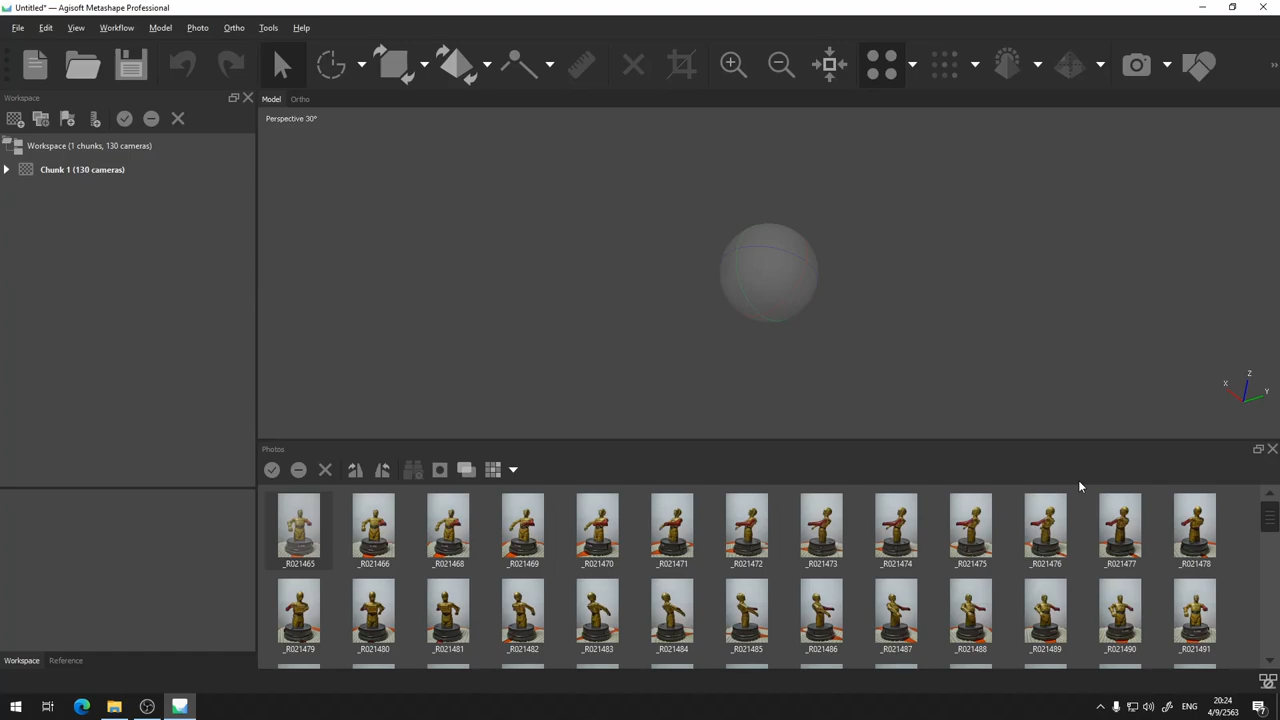 Untitled* — Agisoft Metashape Professional
File Edit View Workflow Model Photo Ortho Tools Help
Workspace
Model Ortho
Perspective 30°
Workspace (1 chunks, 130 cameras)
Chunk 1 (130 cameras)
Z
X
Y
Photos
_R021465 _R021466 _R021468 _R021469 _R021470 _R021471 _R021472 _R021473 _R021474 _R021475 _R021476 _R021477 _R021478
_R021479 _R021480 _R021481 _R021482 _R021483 _R021484 _R021485 _R021486 _R021487 _R021488 _R021489 _R021490 _R021491
Workspace Reference
ENG
20:24
4/9/2563